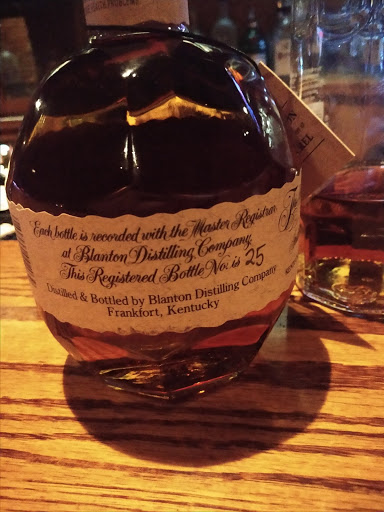 Each bottle is recorded with the Master Registrar
at Blanton Distilling Company.
This Registered Bottle No: is 25
Distilled & Bottled by Blanton Distilling Company
Frankfort, Kentucky